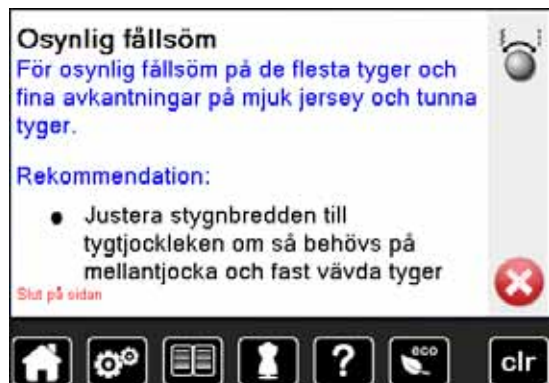 Osynlig fållsöm
För osynlig fållsöm på de flesta tyger och
fina avkantningar på mjuk jersey och tunna
tyger.
Rekommendation:
Justera stygnbredden till
tygtjockleken om så behövs på
mellantjocka och fast vävda tyger
Slut på sidan
?
eco
clr